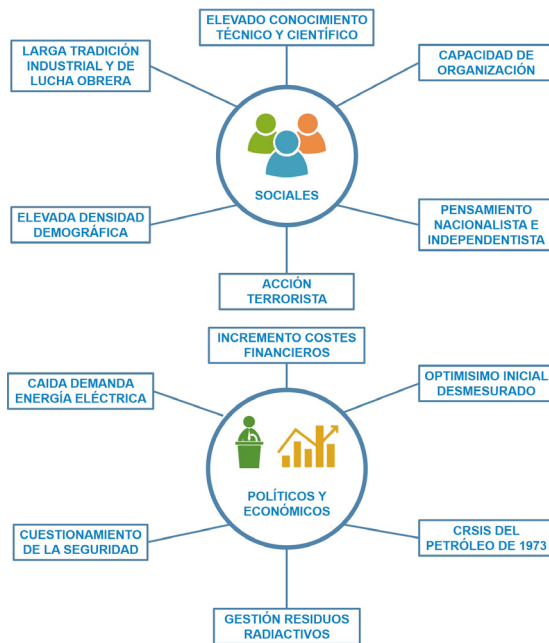 ELEVADO CONOCIMIENTO
TÉCNICO Y CIENTÍFICO
LARGA TRADICIÓN
INDUSTRIAL Y DE
LUCHA OBRERA
CAPACIDAD DE
ORGANIZACIÓN
SOCIALES
ELEVADA DENSIDAD
DEMOGRÁFICA
PENSAMIENTO
NACIONALISTA E
INDEPENDENTISTA
ACCIÓN
TERRORISTA
INCREMENTO COSTES
FINANCIEROS
CAIDA DEMANDA
ENERGÍA ELÉCTRICA
OPTIMISIMO INICIAL
DESMESURADO
POLÍTICOS Y
ECONÓMICOS
CUESTIONAMIENTO
DE LA SEGURIDAD
CRSIS DEL
PETRÓLEO DE 1973
GESTIÓN RESIDUOS
RADIACTIVOS